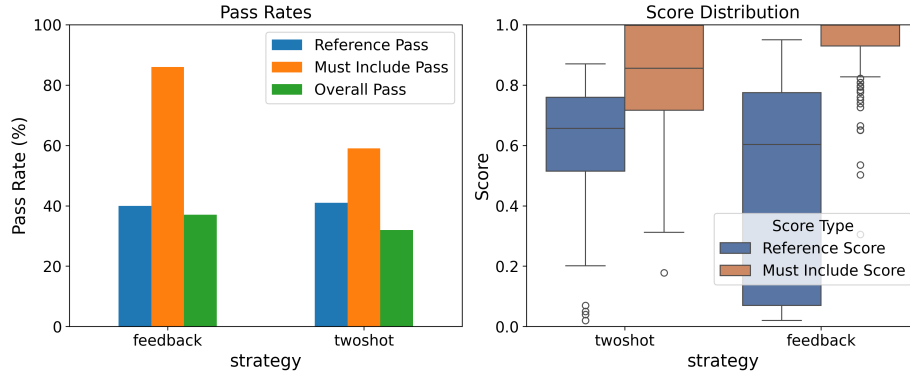 Pass Rates
100
80
60
40
20
0
Pass Rate (%)
Reference Pass
Must Include Pass
Overall Pass
feedback
twoshot
strategy
Score Distribution
1.0
0.8
0.6
0.4
0.2
0.0
Score
Score Type
Reference Score
Must Include Score
twoshot
feedback
strategy